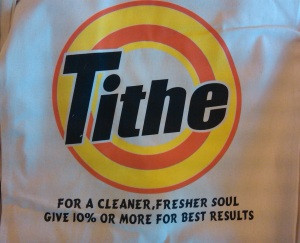 Tithe
FOR A CLEANER,FRESHER SOUL
GIVE 10% OR MORE FOR BEST RESULTS